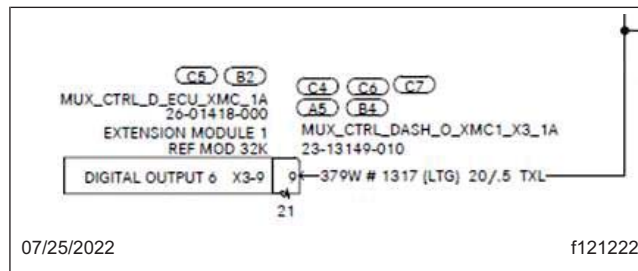 C5 B2
MUX_CTRL_D_ECU_XMC_1A
26-01418-000
EXTENSION MODULE 1
REF MOD 32K
C4 C6 C7
A5 B4
MUX_CTRL_DASH_O_XMC1_X3_1A
23-13149-010
DIGITAL OUTPUT 6 X3-9
9
379W # 1317 (LTG) 20/.5 TXL
21
07/25/2022
f121222